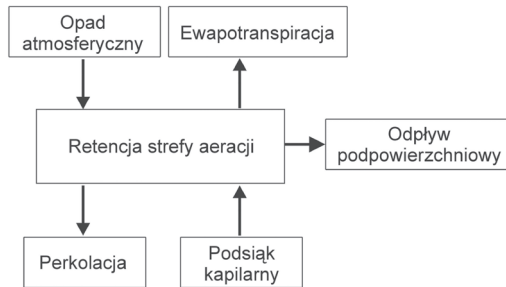 Opad
atmosferyczny
Ewapotranspiracja
Retencja strefy aeracji
Odpływ
podpowierzchniowy
Perkolacja
Podsiąk
kapilarny